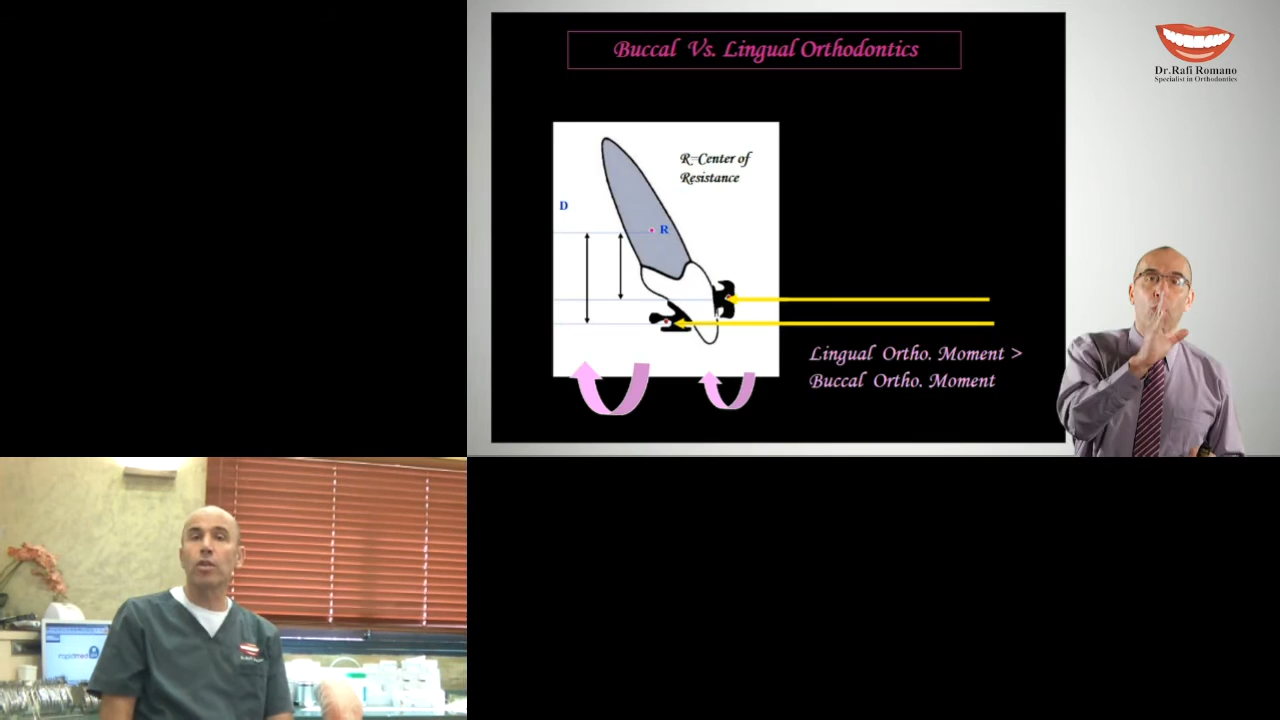 Buccal Vs. Lingual Orthodontics
Dr.Rafi Romano
Specialist in Orthodontics
R=Center of
Resistance
D
R
Lingual Ortho. Moment >
Buccal Ortho. Moment
rapidmed